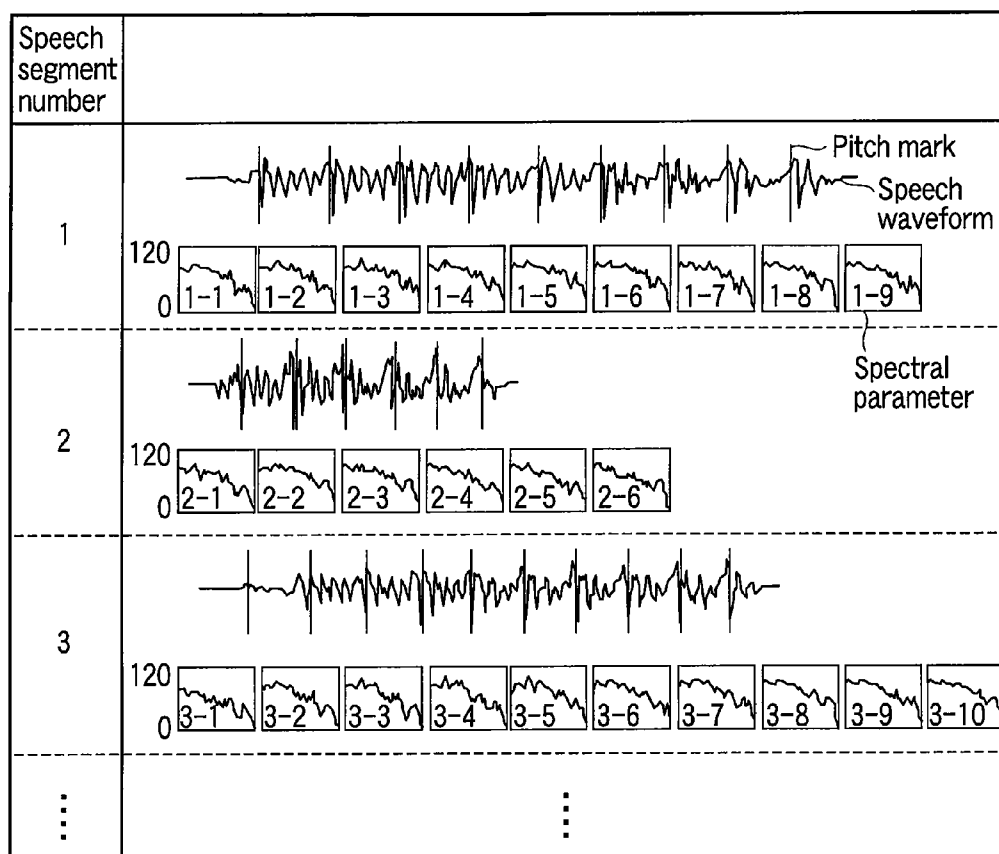 Speech
segment
number
Pitch mark
Speech
waveform
1
120
0
1-1 1-2 1-3 1-4 1-5 1-6 1-7 1-8 1-9
Spectral
parameter
2
120
0
2-1 2-2 2-3 2-4 2-5 2-6
3
120
0
3-1 3-2 3-3 3-4 3-5 3-6 3-7 3-8 3-9 3-10